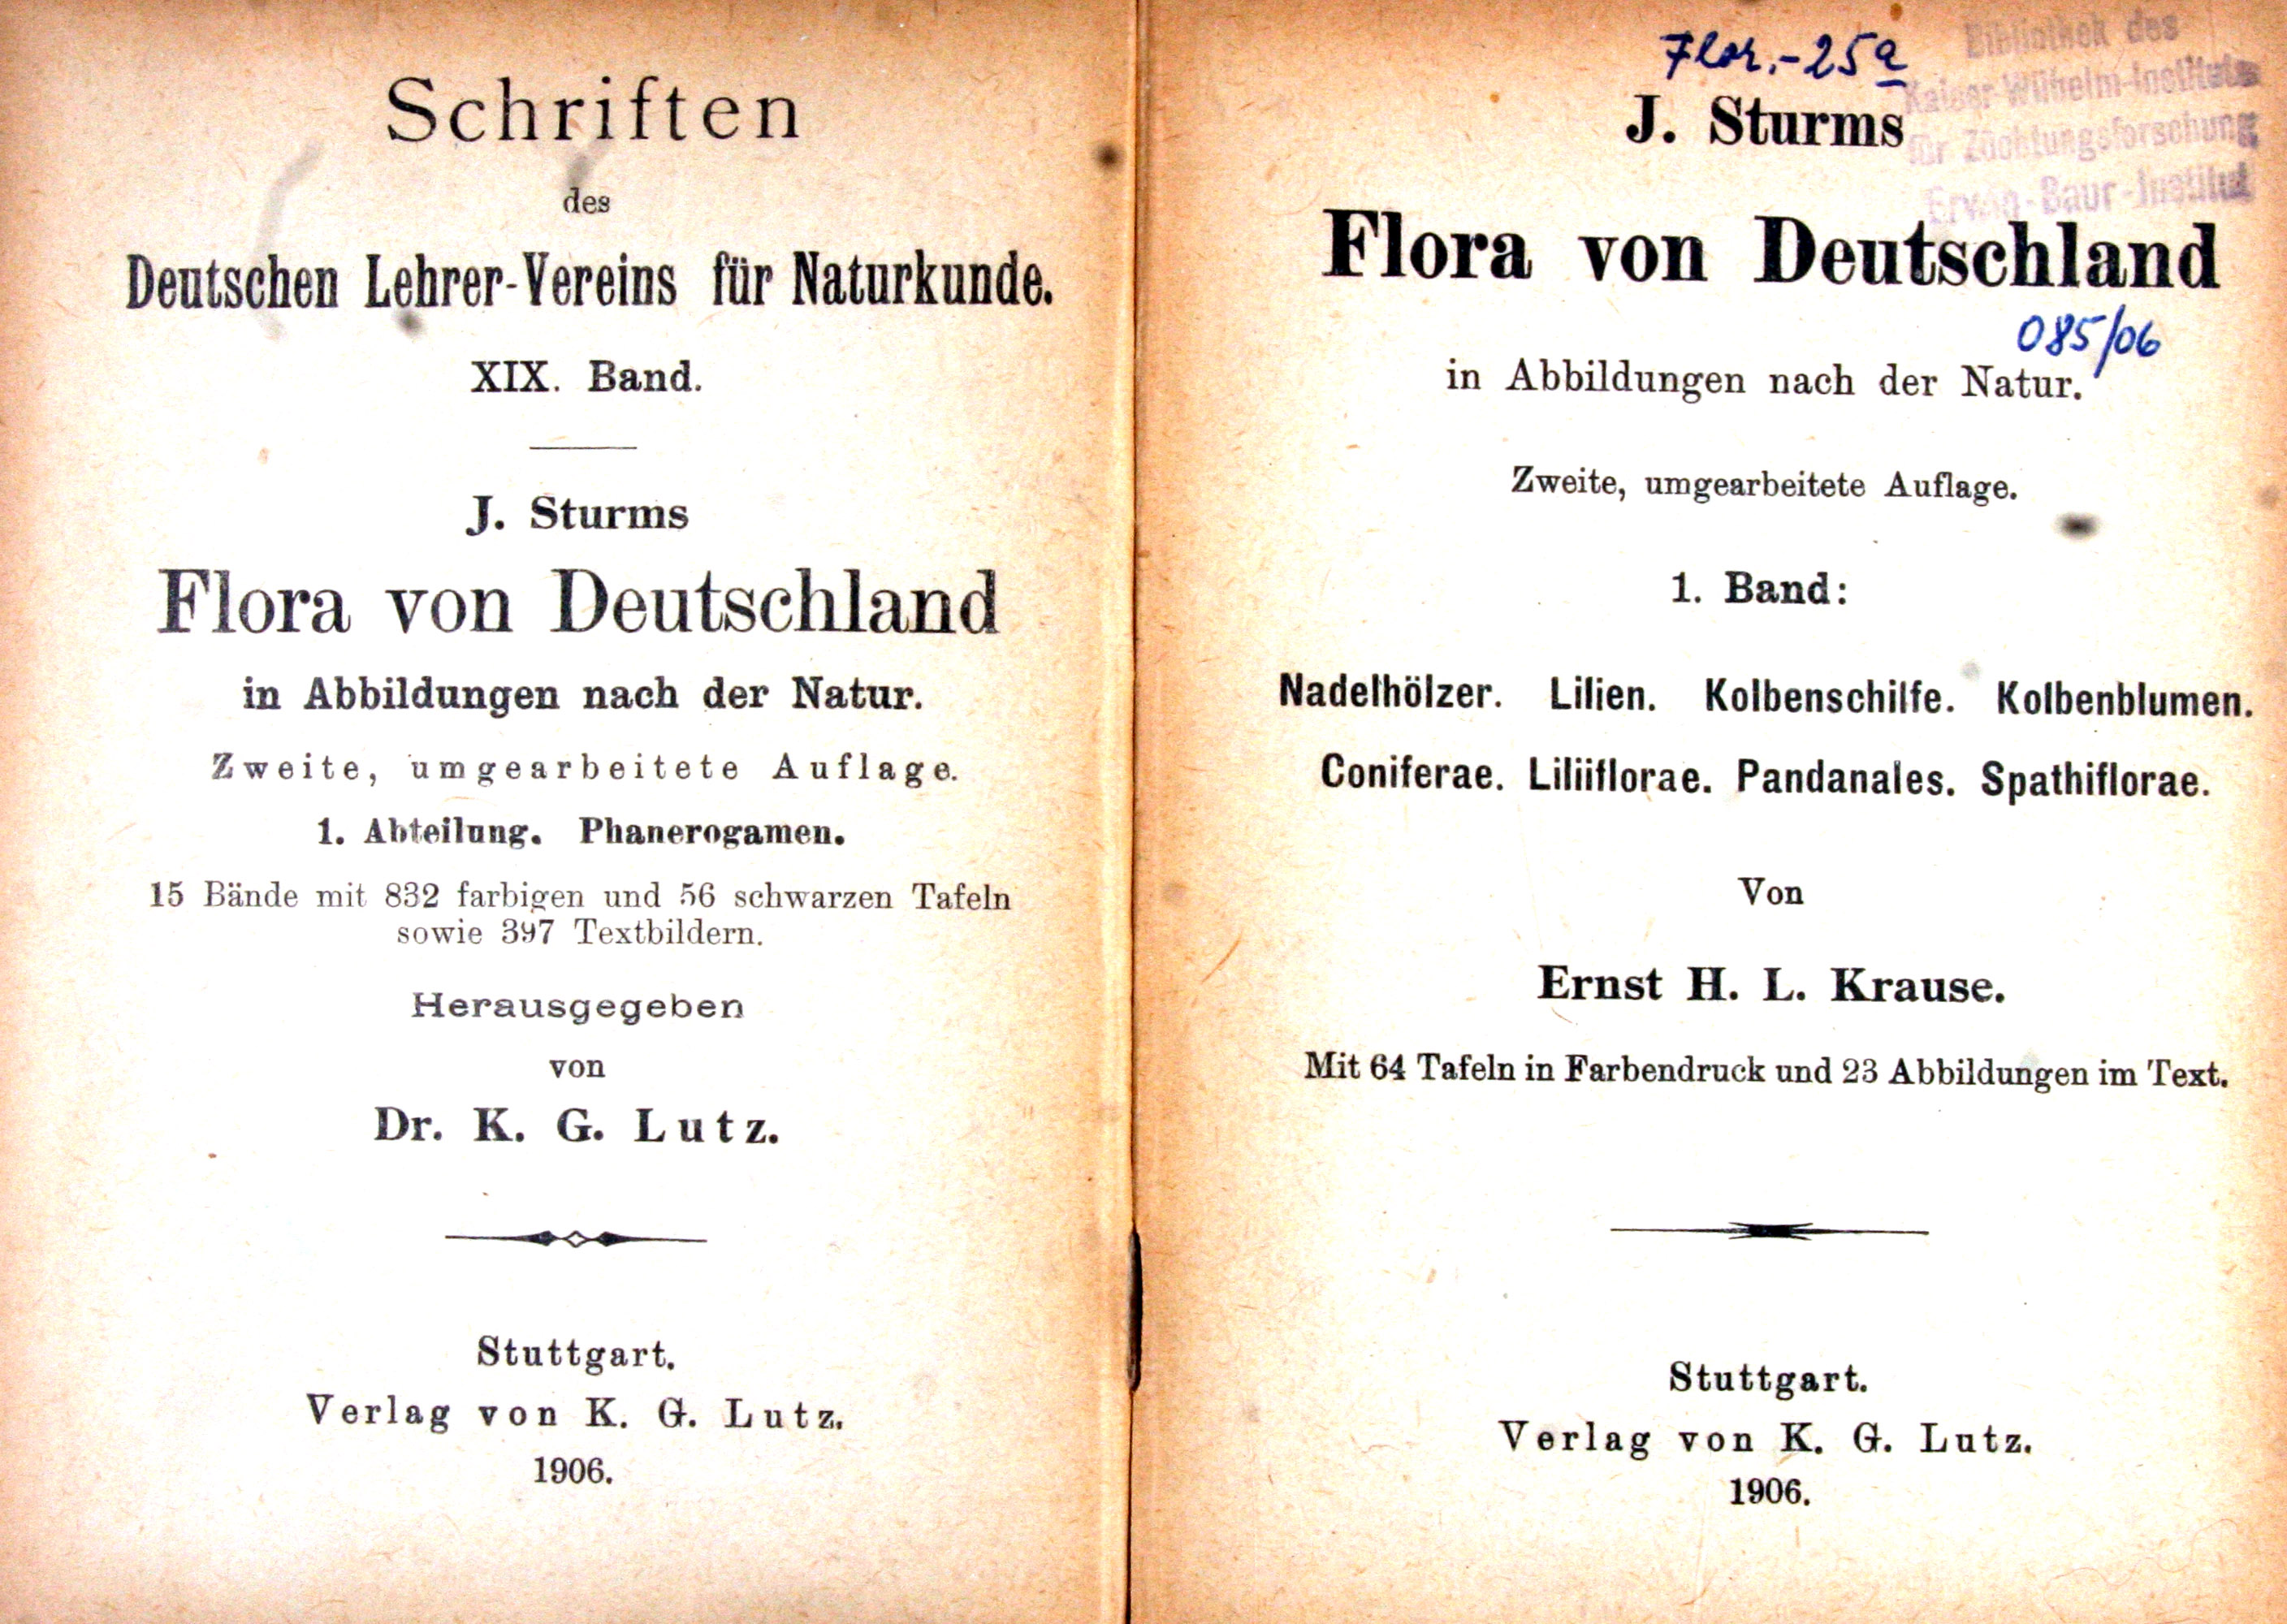 Schriften
des
Deutschen Lehrer-Vereins für Naturkunde.
XIX. Band.
J. Sturms
Flora von Deutschland
in Abbildungen nach der Natur.
Zweite, umgearbeitete Auflage.
1. Abteilung. Phanerogamen.
15 Bände mit 832 farbigen und 56 schwarzen Tafeln
sowie 397 Textbildern.
Herausgegeben
von
Dr. K. G. Lutz.
Stuttgart.
Verlag von K. G. Lutz.
1906.
Flor.-25a
Bibliothek des
Kaiser-Wilhelm-Instituts
für Züchtungsforschung
Erwin-Baur-Institut
J. Sturms
Flora von Deutschland
085/06
in Abbildungen nach der Natur.
Zweite, umgearbeitete Auflage.
1. Band:
Nadelhölzer. Lilien. Kolbenschilfe. Kolbenblumen.
Coniferae. Liliiflorae. Pandanales. Spathiflorae.
Von
Ernst H. L. Krause.
Mit 64 Tafeln in Farbendruck und 23 Abbildungen im Text.
Stuttgart.
Verlag von K. G. Lutz.
1906.